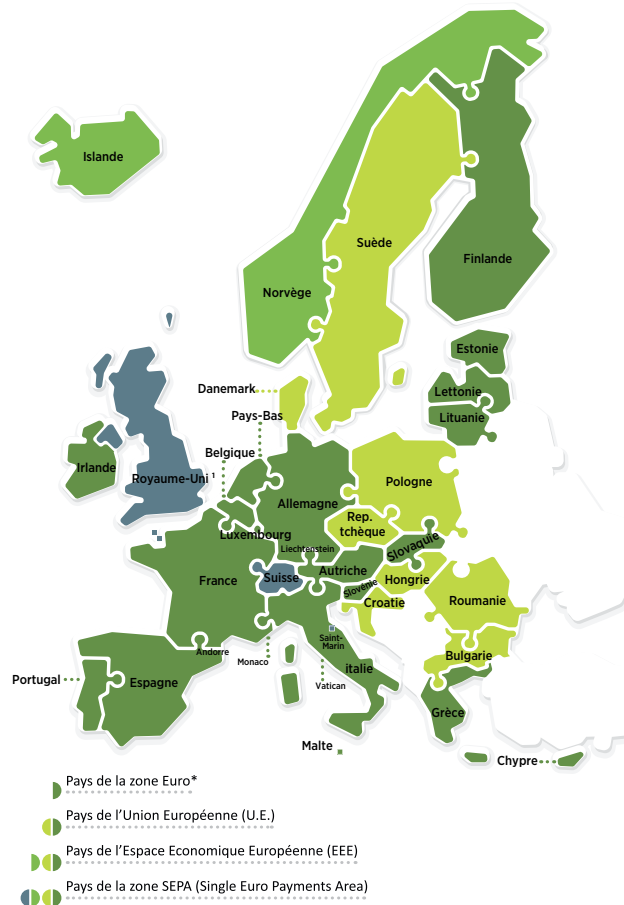 Islande
Suède
Finlande
Norvège
Estonie
Danemark
Lettonie
Pays-Bas
Lituanie
Belgique
Irlande
Royaume-Uni ¹
Pologne
Allemagne
Rep.
tchèque
Luxembourg
Slovaquie
Liechtenstein
Autriche
Suisse
France
Hongrie
Slovénie
Croatie
Roumanie
Saint-
Marin
Andorre
Monaco
Bulgarie
italie
Portugal
Espagne
Vatican
Grèce
Malte
Chypre
Pays de la zone Euro*
Pays de l’Union Européenne (U.E.)
Pays de l’Espace Economique Européenne (EEE)
Pays de la zone SEPA (Single Euro Payments Area)